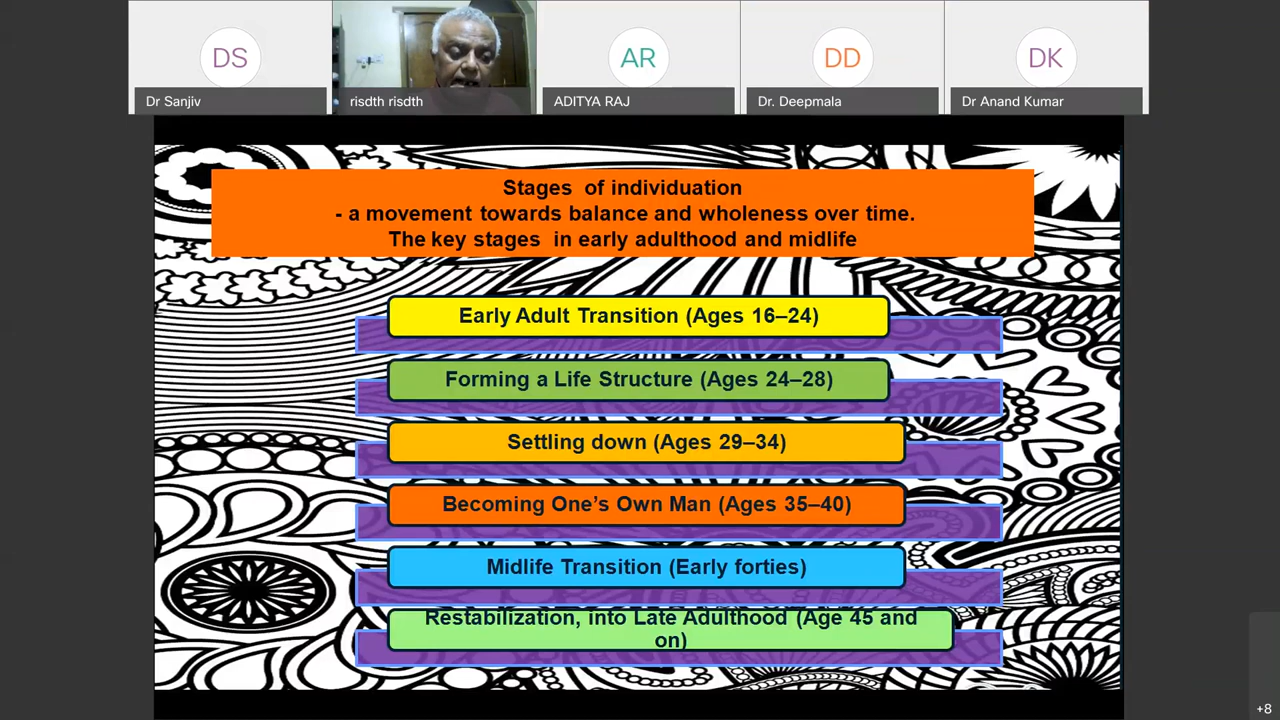 DS
AR
DD
DK
Dr Sanjiv
risdth risdth
ADITYA RAJ
Dr. Deepmala
Dr Anand Kumar
Stages of individuation
- a movement towards balance and wholeness over time.
The key stages in early adulthood and midlife
Early Adult Transition (Ages 16–24)
Forming a Life Structure (Ages 24–28)
Settling down (Ages 29–34)
Becoming One’s Own Man (Ages 35–40)
Midlife Transition (Early forties)
Restabilization, into Late Adulthood (Age 45 and
on)
+8